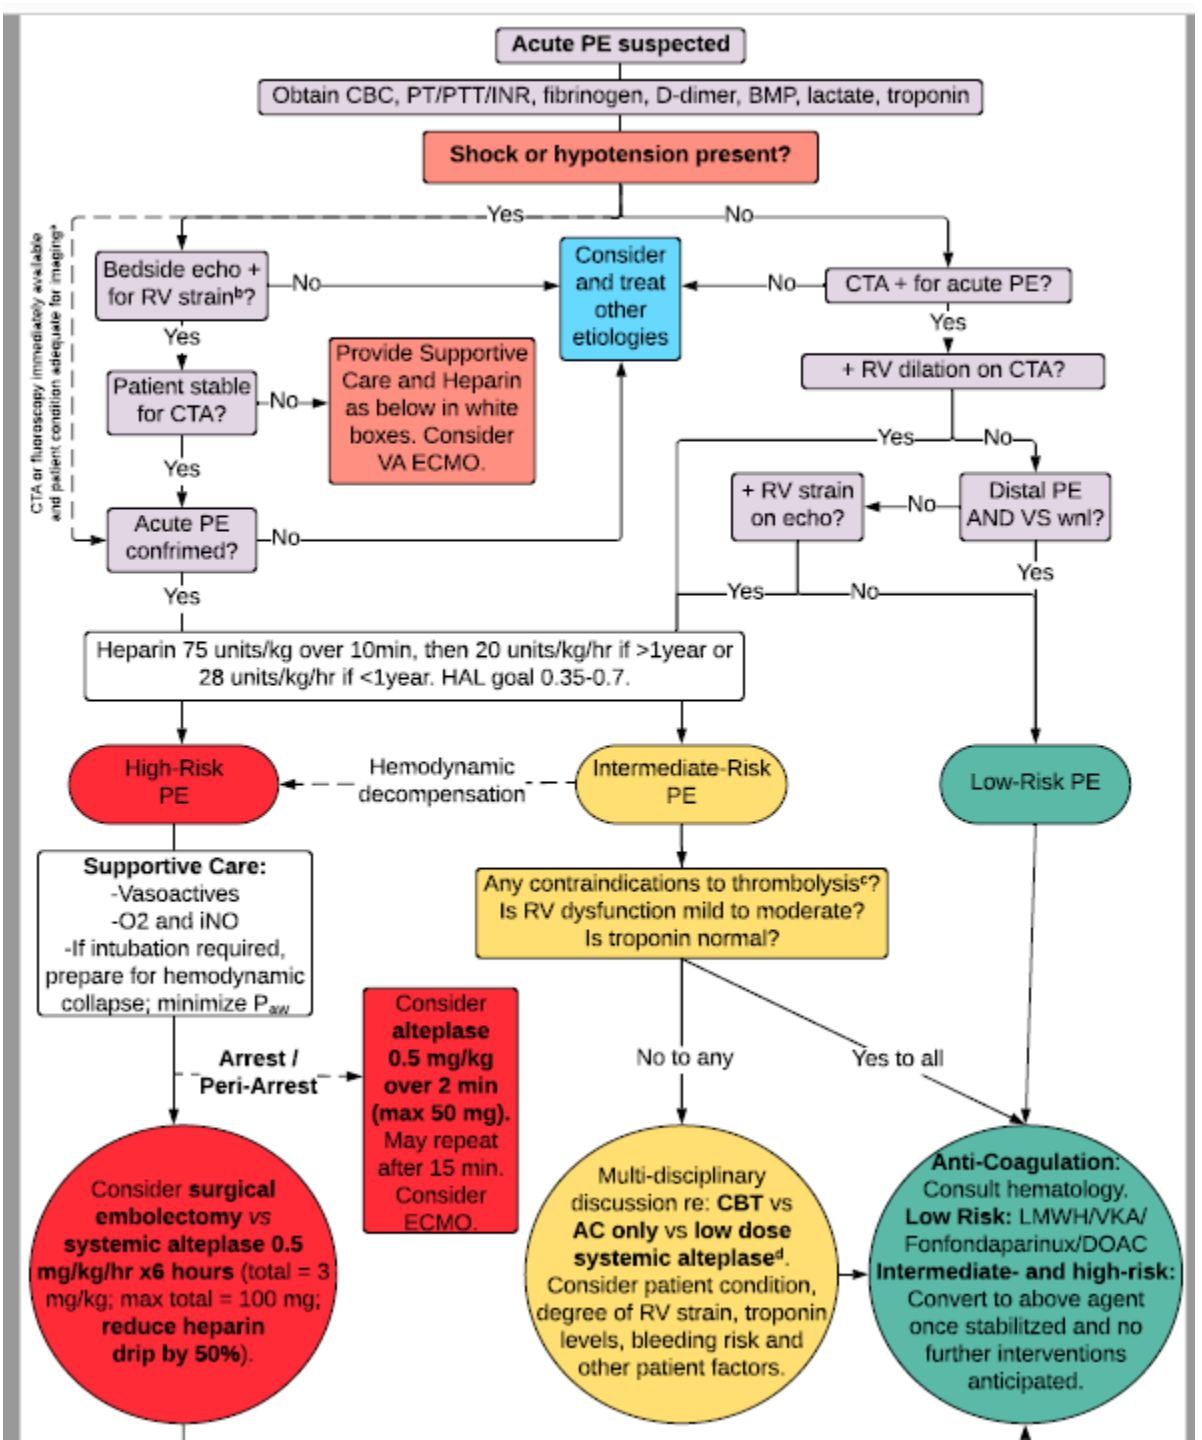 Acute PE suspected
Obtain CBC, PT/PTT/INR, fibrinogen, D-dimer, BMP, lactate, troponin
Shock or hypotension present?
Yes
No
CTA or fluoroscopy immediately available
and patient condition adequate for imagingᵃ
Bedside echo +
for RV strainᵇ?
No
Consider
and treat
other
etiologies
No
CTA + for acute PE?
Yes
Yes
Patient stable
for CTA?
No
Provide Supportive
Care and Heparin
as below in white
boxes. Consider
VA ECMO.
+ RV dilation on CTA?
Yes
No
Yes
+ RV strain
on echo?
No
Distal PE
AND VS wnl?
Acute PE
confrimed?
No
Yes
Yes
Yes
No
Heparin 75 units/kg over 10min, then 20 units/kg/hr if >1year or
28 units/kg/hr if <1year. HAL goal 0.35-0.7.
High-Risk
PE
Hemodynamic
decompensation
Intermediate-Risk
PE
Low-Risk PE
Supportive Care:
-Vasoactives
-O2 and iNO
-If intubation required,
prepare for hemodynamic
collapse; minimize Paw
Any contraindications to thrombolysisᶜ?
Is RV dysfunction mild to moderate?
Is troponin normal?
Arrest /
Peri-Arrest
Consider
alteplase
0.5 mg/kg
over 2 min
(max 50 mg).
May repeat
after 15 min.
Consider
ECMO.
No to any
Yes to all
Consider surgical
embolectomy vs
systemic alteplase 0.5
mg/kg/hr x6 hours (total = 3
mg/kg; max total = 100 mg;
reduce heparin
drip by 50%).
Multi-disciplinary
discussion re: CBT vs
AC only vs low dose
systemic alteplaseᵈ.
Consider patient condition,
degree of RV strain, troponin
levels, bleeding risk and
other patient factors.
Anti-Coagulation:
Consult hematology.
Low Risk: LMWH/VKA/
Fonfondaparinux/DOAC
Intermediate- and high-risk:
Convert to above agent
once stabilitzed and no
further interventions
anticipated.